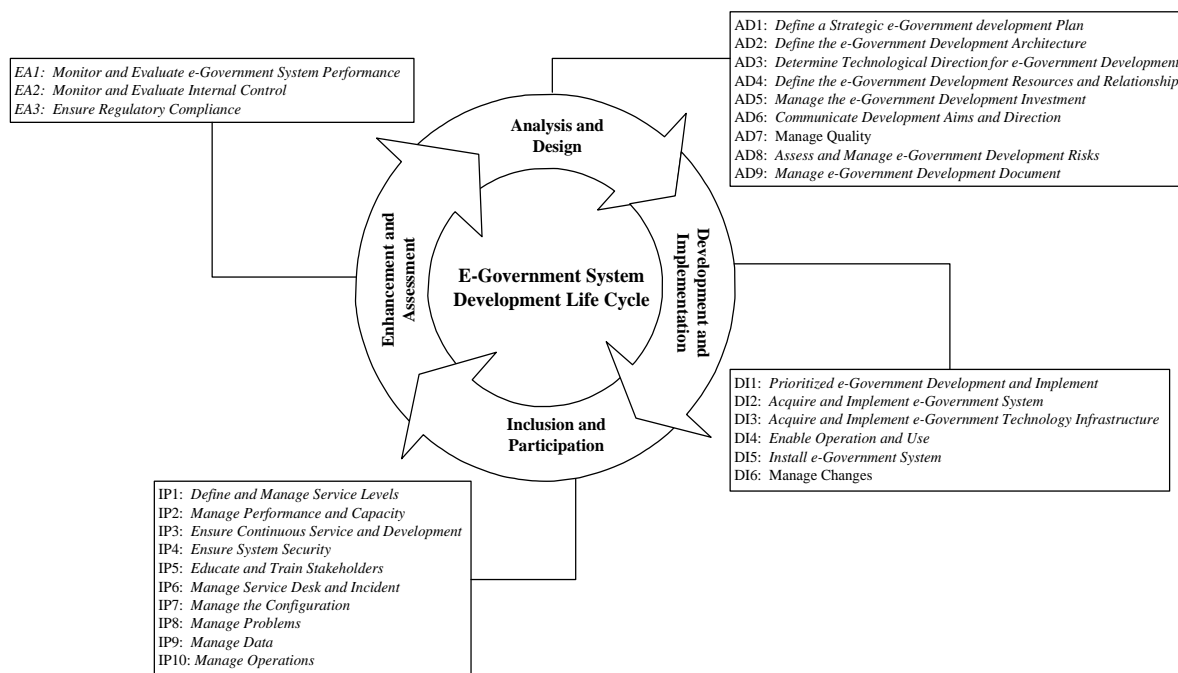 AD1: Define a Strategic e-Government development Plan
AD2: Define the e-Government Development Architecture
AD3: Determine Technological Direction for e-Government Development
AD4: Define the e-Government Development Resources and Relationship
AD5: Manage the e-Government Development Investment
AD6: Communicate Development Aims and Direction
AD7: Manage Quality
AD8: Assess and Manage e-Government Development Risks
AD9: Manage e-Government Development Document
EA1: Monitor and Evaluate e-Government System Performance
EA2: Monitor and Evaluate Internal Control
EA3: Ensure Regulatory Compliance
Analysis and
Design
Development and
Implementation
Enhancement and
Assessment
E-Government System
Development Life Cycle
Inclusion and
Participation
DI1: Prioritized e-Government Development and Implement
DI2: Acquire and Implement e-Government System
DI3: Acquire and Implement e-Government Technology Infrastructure
DI4: Enable Operation and Use
DI5: Install e-Government System
DI6: Manage Changes
IP1: Define and Manage Service Levels
IP2: Manage Performance and Capacity
IP3: Ensure Continuous Service and Development
IP4: Ensure System Security
IP5: Educate and Train Stakeholders
IP6: Manage Service Desk and Incident
IP7: Manage the Configuration
IP8: Manage Problems
IP9: Manage Data
IP10: Manage Operations